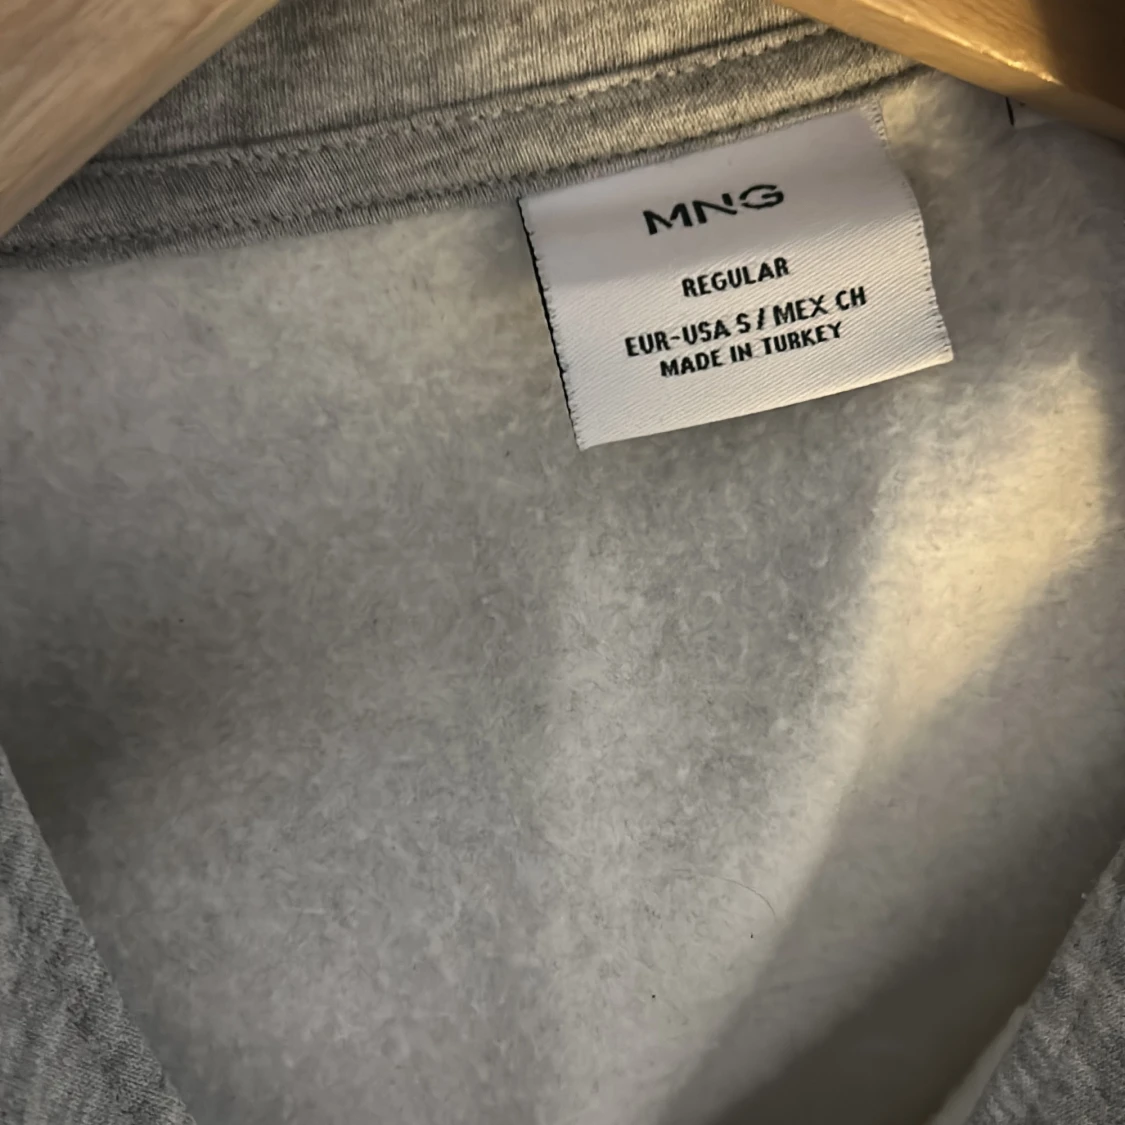 MNG
REGULAR
EUR-USA S / MEX CH
MADE IN TURKEY